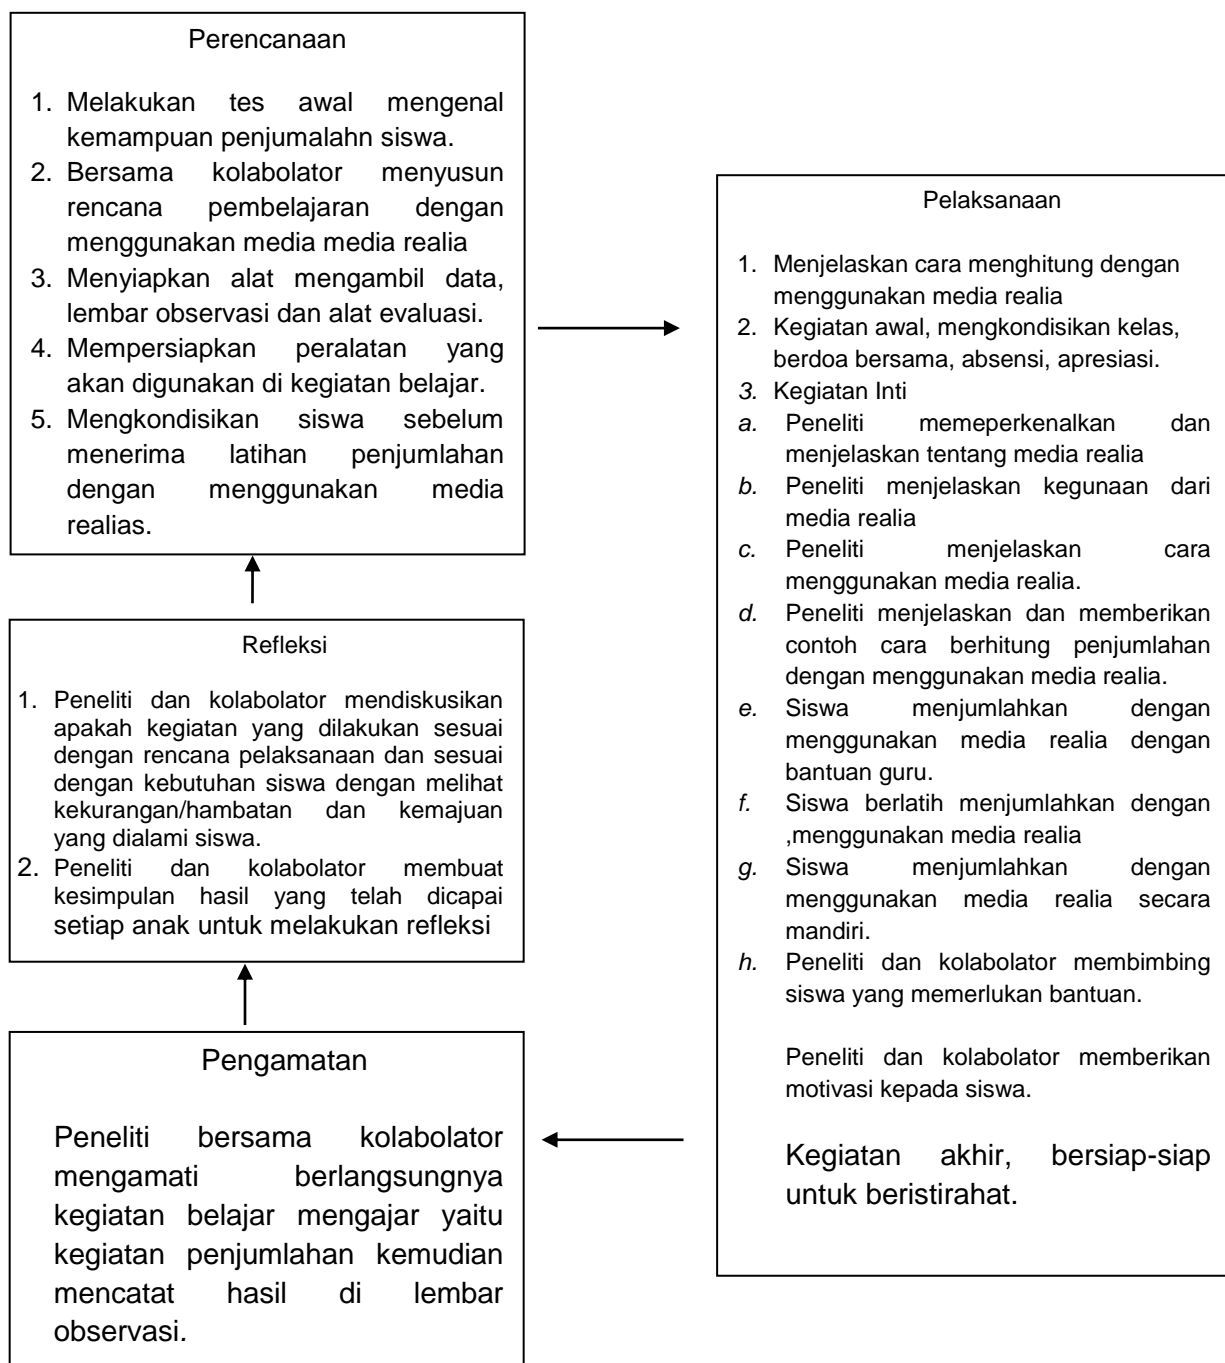 Perencanaan
1. Melakukan tes awal mengenal
kemampuan penjumalahn siswa.
2. Bersama kolabolator menyusun
rencana pembelajaran dengan
menggunakan media media realia
3. Menyiapkan alat mengambil data,
lembar observasi dan alat evaluasi.
4. Mempersiapkan peralatan yang
akan digunakan di kegiatan belajar.
5. Mengkondisikan siswa sebelum
menerima latihan penjumlahan
dengan menggunakan media
realias.
Pelaksanaan
1. Menjelaskan cara menghitung dengan
menggunakan media realia
2. Kegiatan awal, mengkondisikan kelas,
berdoa bersama, absensi, apresiasi.
3. Kegiatan Inti
a. Peneliti memeperkenalkan dan
menjelaskan tentang media realia
b. Peneliti menjelaskan kegunaan dari
media realia
c. Peneliti menjelaskan cara
menggunakan media realia.
d. Peneliti menjelaskan dan memberikan
contoh cara berhitung penjumlahan
dengan menggunakan media realia.
e. Siswa menjumlahkan dengan
menggunakan media realia dengan
bantuan guru.
f. Siswa berlatih menjumlahkan dengan
,menggunakan media realia
g. Siswa menjumlahkan dengan
menggunakan media realia secara
mandiri.
h. Peneliti dan kolabolator membimbing
siswa yang memerlukan bantuan.
Peneliti dan kolabolator memberikan
motivasi kepada siswa.
Kegiatan akhir, bersiap-siap
untuk beristirahat.
Refleksi
1. Peneliti dan kolabolator mendiskusikan
apakah kegiatan yang dilakukan sesuai
dengan rencana pelaksanaan dan sesuai
dengan kebutuhan siswa dengan melihat
kekurangan/hambatan dan kemajuan
yang dialami siswa.
2. Peneliti dan kolabolator membuat
kesimpulan hasil yang telah dicapai
setiap anak untuk melakukan refleksi
Pengamatan
Peneliti bersama kolabolator
mengamati berlangsungnya
kegiatan belajar mengajar yaitu
kegiatan penjumlahan kemudian
mencatat hasil di lembar
observasi.